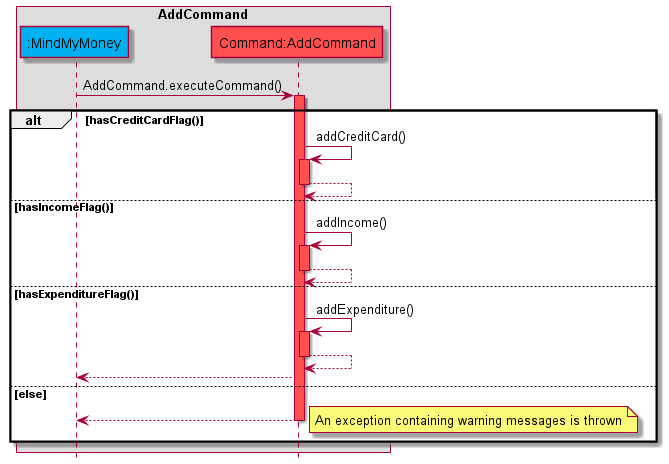 AddCommand
:MindMyMoney
Command:AddCommand
AddCommand.executeCommand()
alt
[hasCreditCardFlag()]
addCreditCard()
[hasIncomeFlag()]
addIncome()
[hasExpenditureFlag()]
addExpenditure()
[else]
An exception containing warning messages is thrown